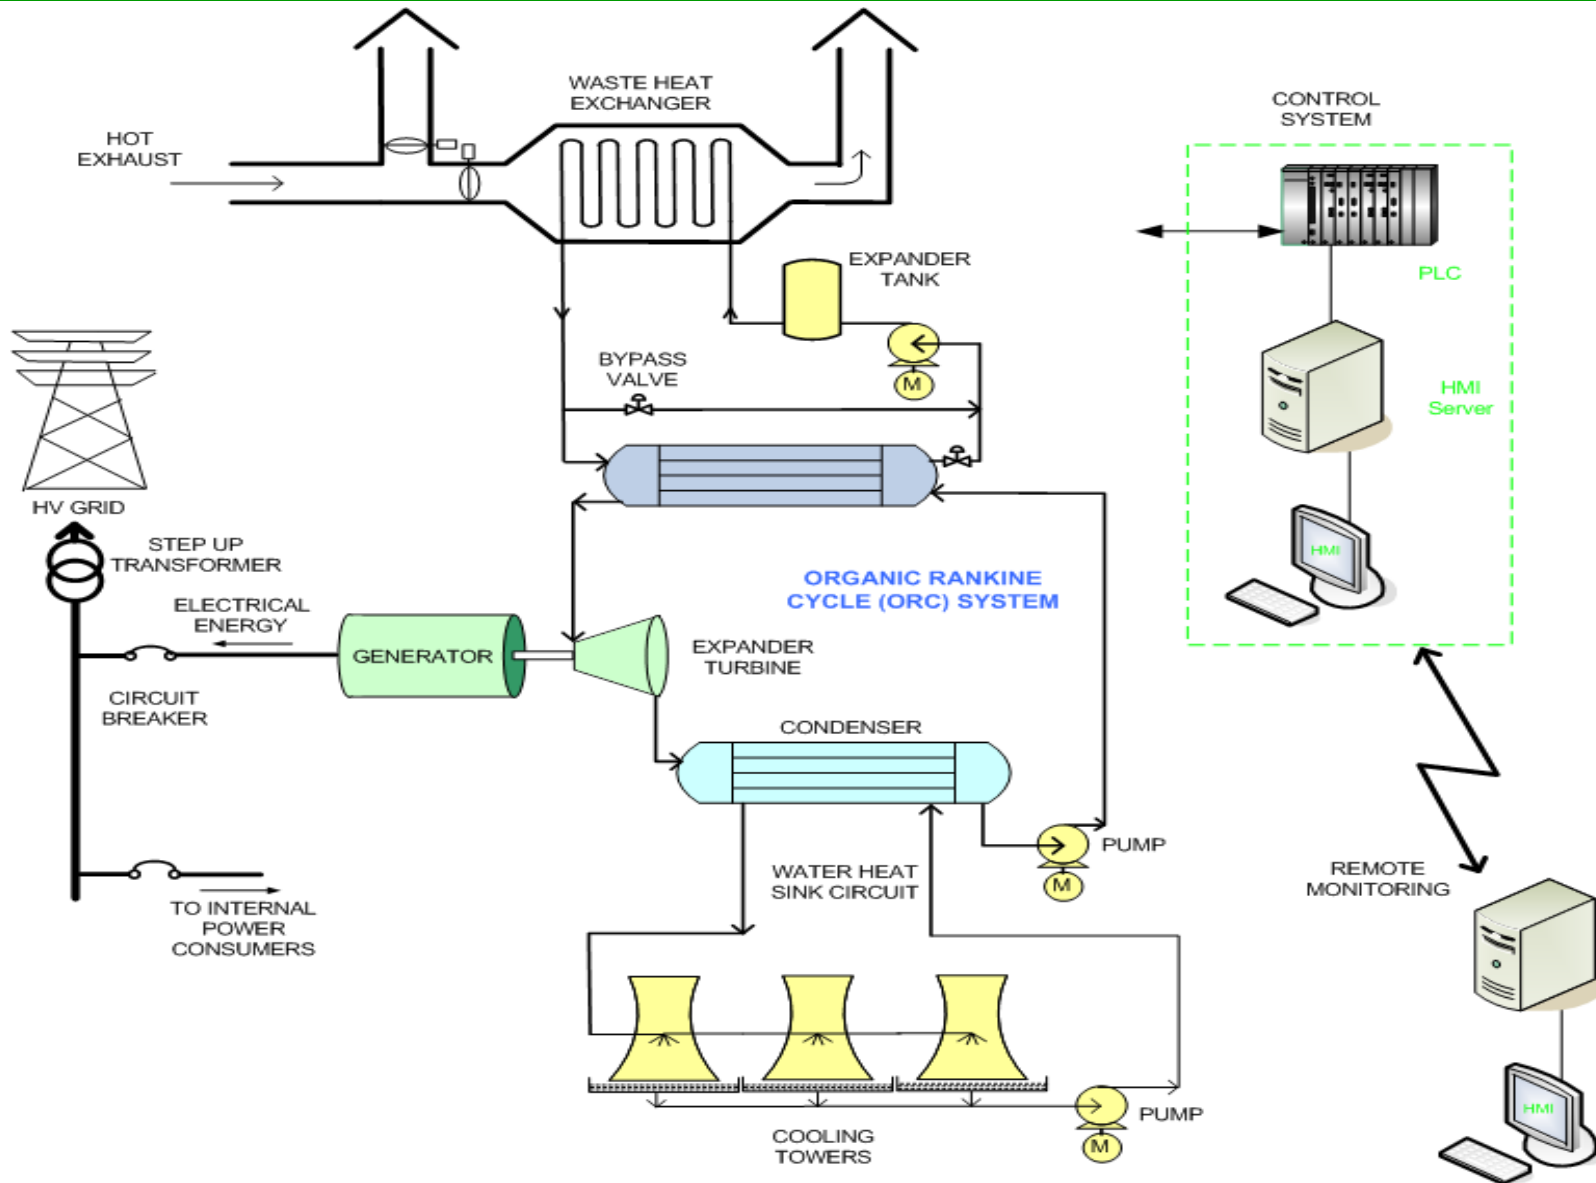 WASTE HEAT
EXCHANGER
HOT
EXHAUST
CONTROL
SYSTEM
PLC
EXPANDER
TANK
M
BYPASS
VALVE
HMI
Server
HMI
HV GRID
STEP UP
TRANSFORMER
ORGANIC RANKINE
CYCLE (ORC) SYSTEM
ELECTRICAL
ENERGY
GENERATOR
EXPANDER
TURBINE
CIRCUIT
BREAKER
CONDENSER
PUMP
M
WATER HEAT
SINK CIRCUIT
REMOTE
MONITORING
TO INTERNAL
POWER
CONSUMERS
PUMP
M
COOLING
TOWERS
HMI